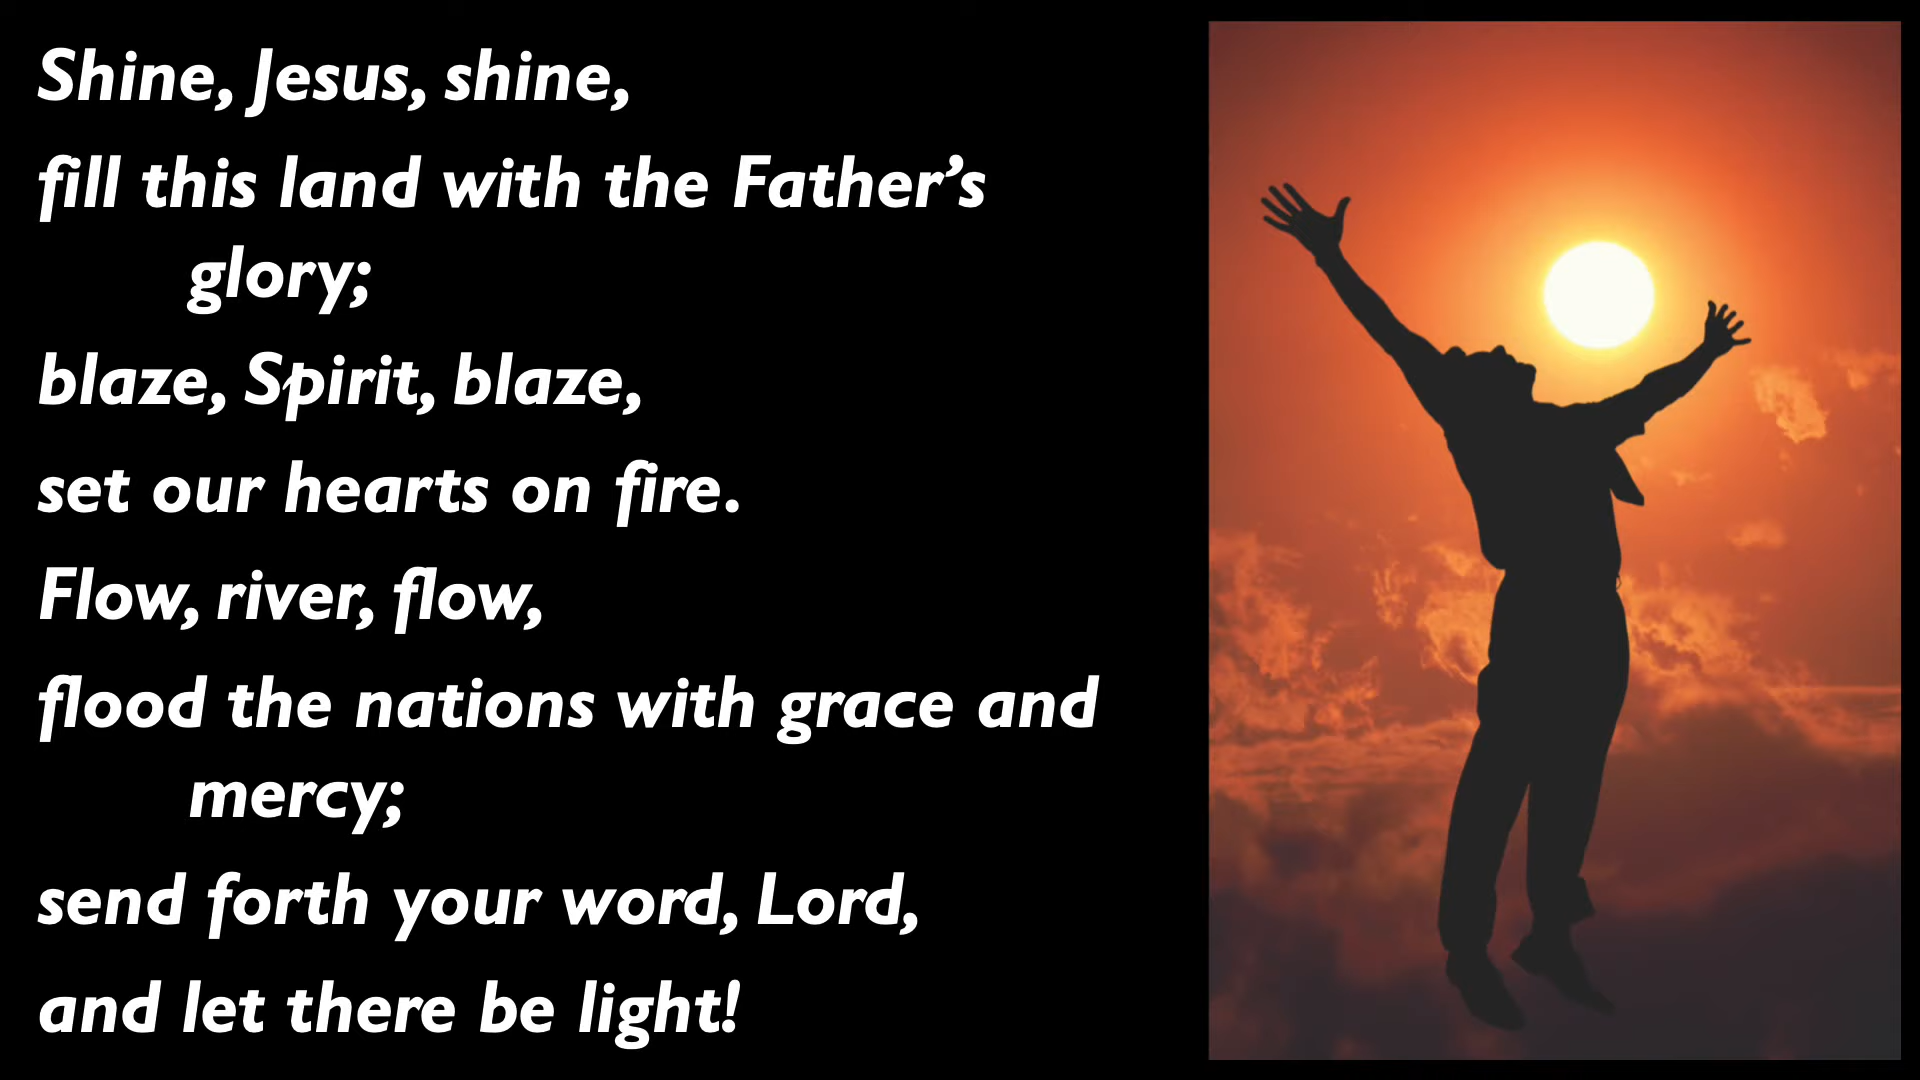 Shine, Jesus, shine,
fill this land with the Father’s
glory;
blaze, Spirit, blaze,
set our hearts on fire.
Flow, river, flow,
flood the nations with grace and
mercy;
send forth your word, Lord,
and let there be light!